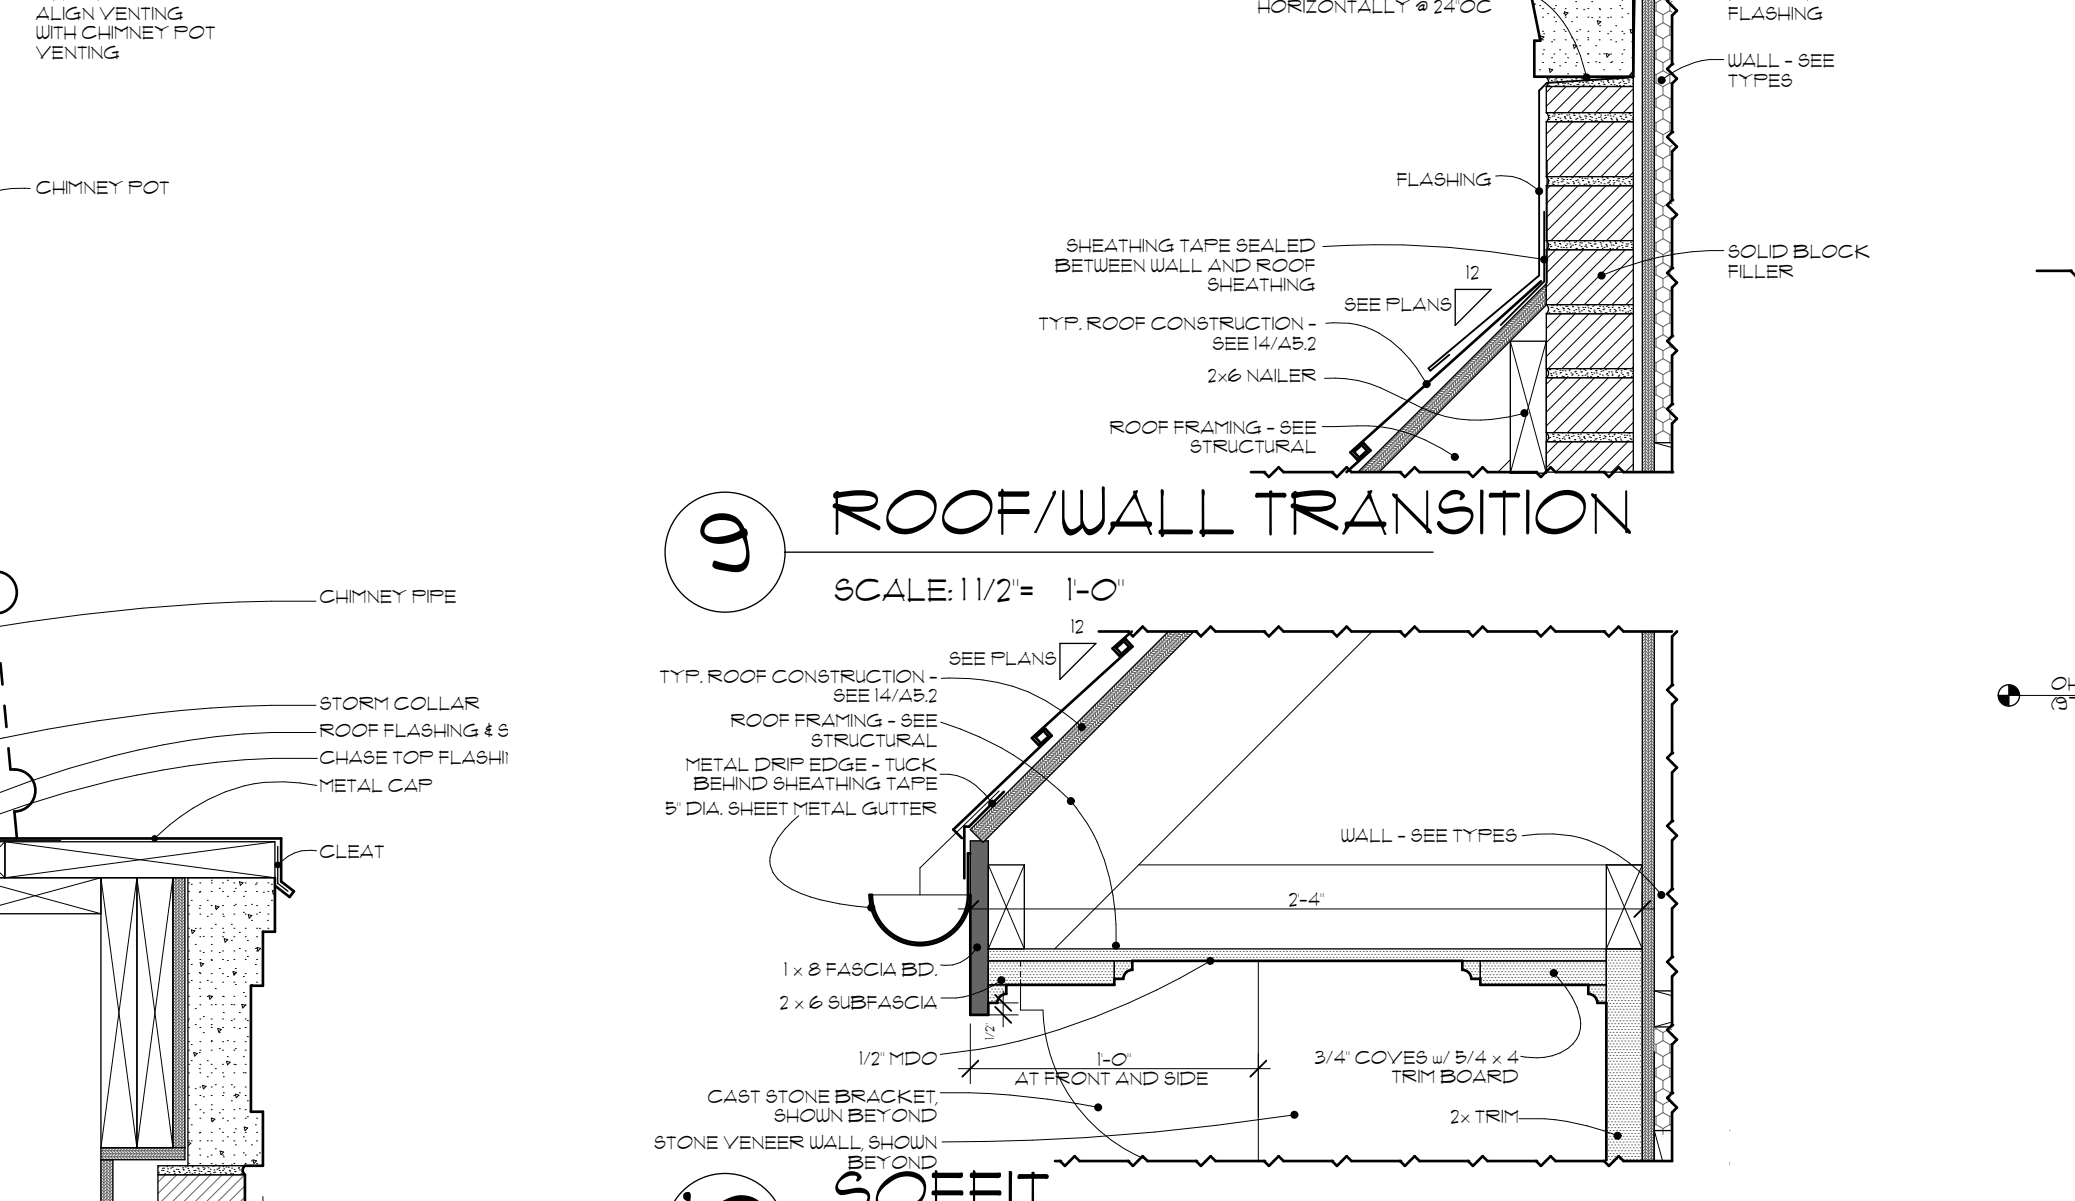 ALIGN VENTING
WITH CHIMNEY POT
VENTING
CHIMNEY POT
HORIZONTALLY @ 24"OC
FLASHING
WALL - SEE
TYPES
FLASHING
SHEATHING TAPE SEALED
BETWEEN WALL AND ROOF
SHEATHING
12
SEE PLANS
SOLID BLOCK
FILLER
TYP. ROOF CONSTRUCTION -
SEE 14/A5.2
2x6 NAILER
ROOF FRAMING - SEE
STRUCTURAL
9
ROOF/WALL TRANSITION
SCALE: 1 1/2"= 1'-0"
CHIMNEY PIPE
STORM COLLAR
ROOF FLASHING & S
CHASE TOP FLASHI
METAL CAP
CLEAT
12
SEE PLANS
TYP. ROOF CONSTRUCTION -
SEE 14/A5.2
ROOF FRAMING - SEE
STRUCTURAL
METAL DRIP EDGE - TUCK
BEHIND SHEATHING TAPE
5" DIA. SHEET METAL GUTTER
WALL - SEE TYPES
2'-4"
1 x 8 FASCIA BD.
2 x 6 SUBFASCIA
1/2"
1/2" MDO
1'-0"
AT FRONT AND SIDE
3/4" COVES w/ 5/4 x 4
TRIM BOARD
CAST STONE BRACKET,
SHOWN BEYOND
2x TRIM
STONE VENEER WALL, SHOWN
BEYOND
SOFFIT